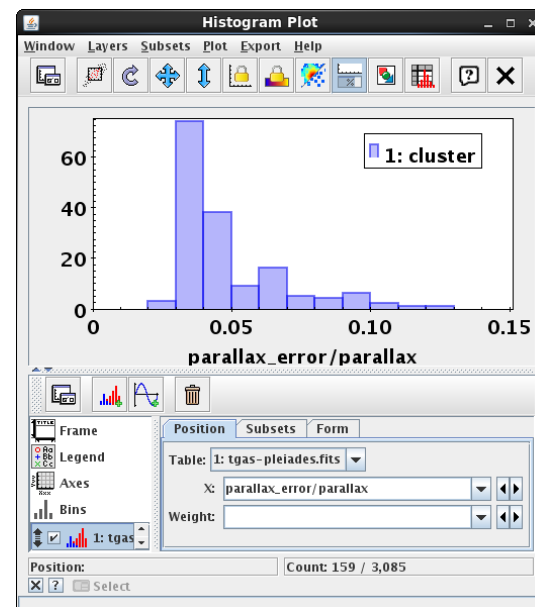 Histogram Plot
Window Layers Subsets Plot Export Help
60
40
20
0
1: cluster
0 0.05 0.10 0.15
parallax_error/parallax
Frame
Legend
Axes
Bins
1: tgas
Position Subsets Form
Table: 1: tgas-pleiades.fits
X: parallax_error/parallax
Weight:
Position: Count: 159 / 3,085
Select